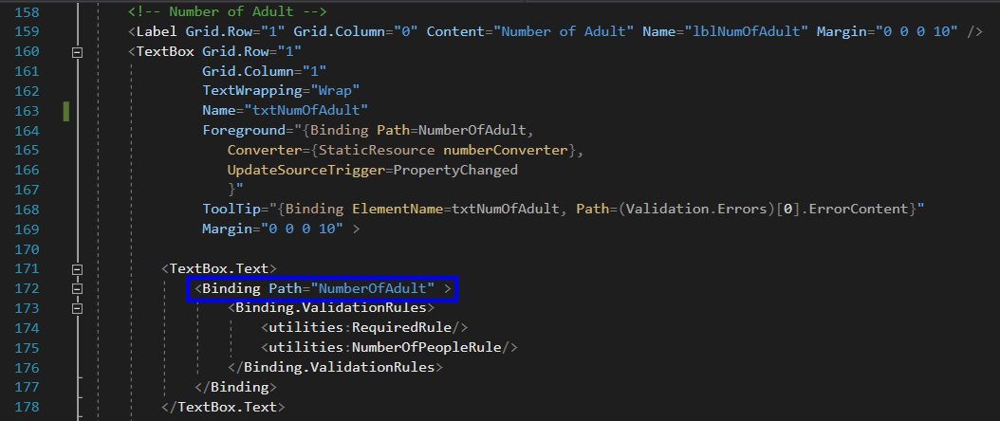 158 <!-- Number of Adult -->
159 <Label Grid.Row="1" Grid.Column="0" Content="Number of Adult" Name="lblNumOfAdult" Margin="0 0 0 10" />
160 <TextBox Grid.Row="1"
161 Grid.Column="1"
162 TextWrapping="Wrap"
163 Name="txtNumOfAdult"
164 Foreground="{Binding Path=NumberOfAdult,
165 Converter={StaticResource numberConverter},
166 UpdateSourceTrigger=PropertyChanged
167 }"
168 ToolTip="{Binding ElementName=txtNumOfAdult, Path=(Validation.Errors)[0].ErrorContent}"
169 Margin="0 0 0 10" >
170
171 <TextBox.Text>
172 <Binding Path="NumberOfAdult" >
173 <Binding.ValidationRules>
174 <utilities:RequiredRule/>
175 <utilities:NumberOfPeopleRule/>
176 </Binding.ValidationRules>
177 </Binding>
178 </TextBox.Text>